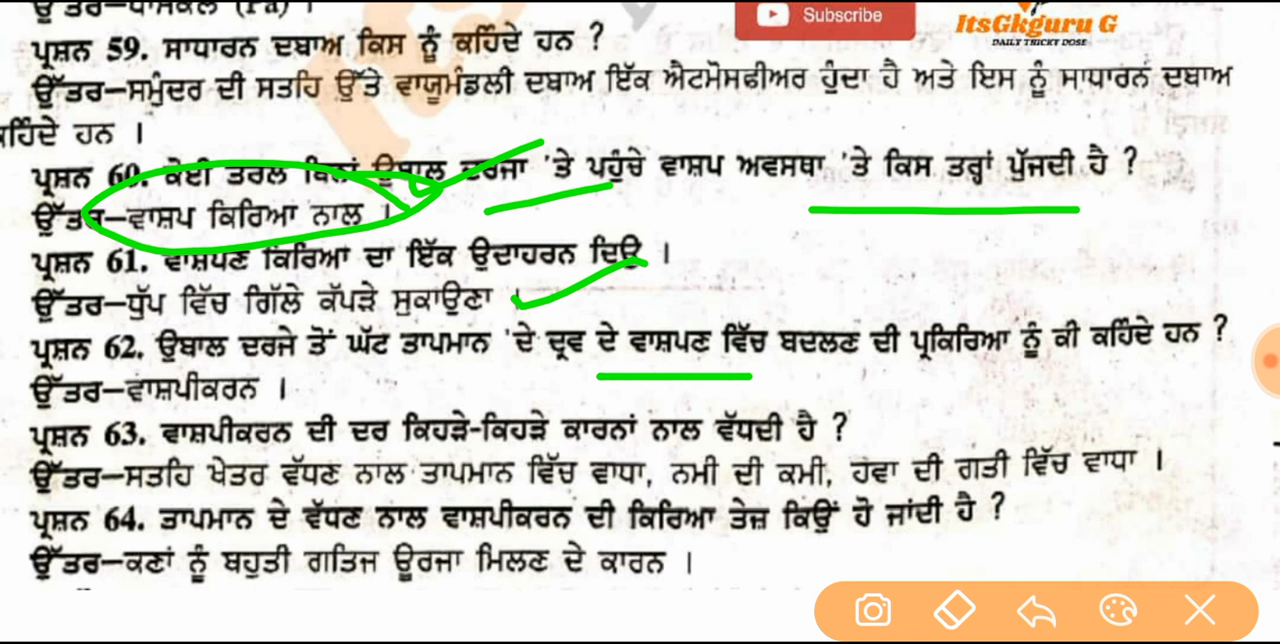 ਉੱਤਰ—ਪਾਸਕਲ (Pa) ।
Subscribe
ItsGkguru G
DAILY TRICKY DOSE
ਪ੍ਰਸ਼ਨ 59. ਸਾਧਾਰਨ ਦਬਾਅ ਕਿਸ ਨੂੰ ਕਹਿੰਦੇ ਹਨ ?
ਉੱਤਰ—ਸਮੁੰਦਰ ਦੀ ਸਤਹਿ ਉੱਤੇ ਵਾਯੂਮੰਡਲੀ ਦਬਾਅ ਇੱਕ ਐਟਮੋਸਫੀਅਰ ਹੁੰਦਾ ਹੈ ਅਤੇ ਇਸ ਨੂੰ ਸਾਧਾਰਨ ਦਬਾਅ
ਕਹਿੰਦੇ ਹਨ ।
ਪ੍ਰਸ਼ਨ 60. ਕੋਈ ਤਰਲ ਬਿਨਾਂ ਉਬਾਲ ਦਰਜਾ 'ਤੇ ਪਹੁੰਚੇ ਵਾਸ਼ਪ ਅਵਸਥਾ 'ਤੇ ਕਿਸ ਤਰ੍ਹਾਂ ਪੁੱਜਦੀ ਹੈ ?
ਉੱਤਰ—ਵਾਸ਼ਪ ਕਿਰਿਆ ਨਾਲ ।
ਪ੍ਰਸ਼ਨ 61. ਵਾਸ਼ਪਣ ਕਿਰਿਆਂ ਦਾ ਇੱਕ ਉਦਾਹਰਨ ਦਿਉ ।
ਉੱਤਰ—ਧੁੱਪ ਵਿੱਚ ਗਿੱਲੇ ਕੱਪੜੇ ਸੁਕਾਉਣਾ ।
ਪ੍ਰਸ਼ਨ 62. ਉਬਾਲ ਦਰਜੇ ਤੋਂ ਘੱਟ ਤਾਪਮਾਨ 'ਦੇ ਦ੍ਰਵ ਦੇ ਵਾਸ਼ਪਣ ਵਿੱਚ ਬਦਲਣ ਦੀ ਪ੍ਰਕਿਰਿਆ ਨੂੰ ਕੀ ਕਹਿੰਦੇ ਹਨ ?
ਉੱਤਰ—ਵਾਸ਼ਪੀਕਰਨ ।
ਪ੍ਰਸ਼ਨ 63. ਵਾਸ਼ਪੀਕਰਨ ਦੀ ਦਰ ਕਿਹੜੇ-ਕਿਹੜੇ ਕਾਰਨਾਂ ਨਾਲ ਵੱਧਦੀ ਹੈ ?
ਉੱਤਰ—ਸਤਹਿ ਖੇਤਰ ਵੱਧਣ ਨਾਲ ਤਾਪਮਾਨ ਵਿੱਚ ਵਾਧਾ, ਨਮੀ ਦੀ ਕਮੀ, ਹਵਾ ਦੀ ਗਤੀ ਵਿੱਚ ਵਾਧਾ ।
ਪ੍ਰਸ਼ਨ 64. ਤਾਪਮਾਨ ਦੇ ਵੱਧਣ ਨਾਲ ਵਾਸ਼ਪੀਕਰਨ ਦੀ ਕਿਰਿਆ ਤੇਜ਼ ਕਿਉਂ ਹੋ ਜਾਂਦੀ ਹੈ ?
ਉੱਤਰ—ਕਣਾਂ ਨੂੰ ਬਹੁਤੀ ਗਤਿਜ ਊਰਜਾ ਮਿਲਣ ਦੇ ਕਾਰਨ ।